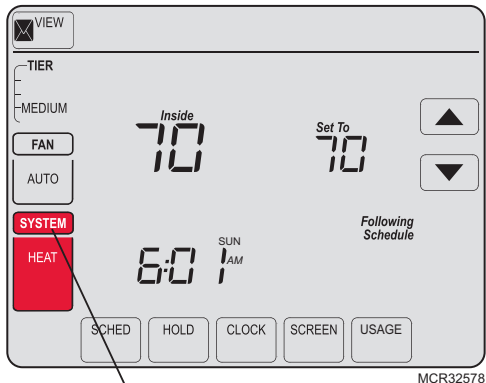 VIEW
TIER
MEDIUM
FAN
AUTO
SYSTEM
HEAT
Inside
70
Set To
70
Following
Schedule
SUN
6:01 AM
SCHED HOLD CLOCK SCREEN USAGE
MCR32578